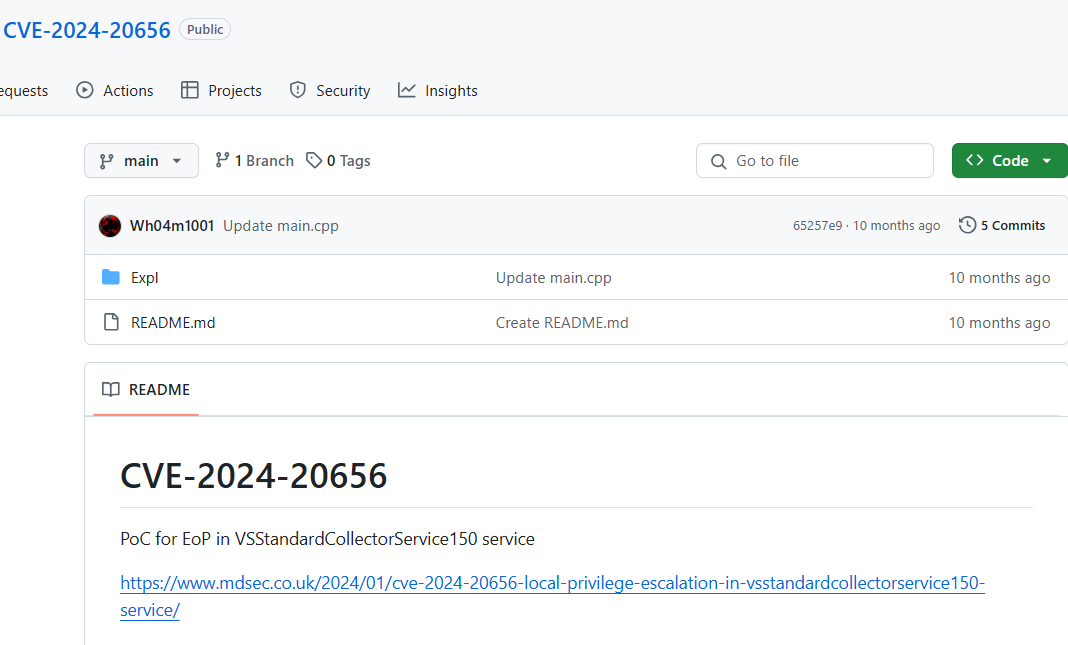 CVE-2024-20656 Public
equests Actions Projects Security Insights
main 1 Branch 0 Tags Go to file Code
Wh04m1001 Update main.cpp 65257e9 · 10 months ago 5 Commits
Expl Update main.cpp 10 months ago
README.md Create README.md 10 months ago
README
CVE-2024-20656
PoC for EoP in VSStandardCollectorService150 service
https://www.mdsec.co.uk/2024/01/cve-2024-20656-local-privilege-escalation-in-vsstandardcollectorservice150-
service/